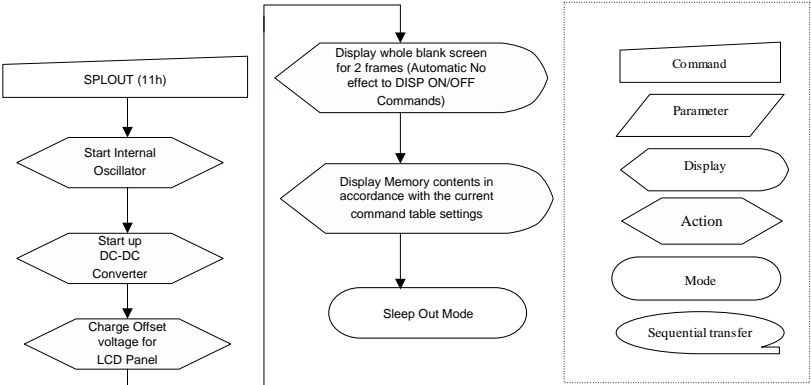 SPLOUT (11h)
Start Internal
Oscillator
Start up
DC-DC
Converter
Charge Offset
voltage for
LCD Panel
Display whole blank screen
for 2 frames (Automatic No
effect to DISP ON/OFF
Commands)
Display Memory contents in
accordance with the current
command table settings
Sleep Out Mode
Command
Parameter
Display
Action
Mode
Sequential transfer